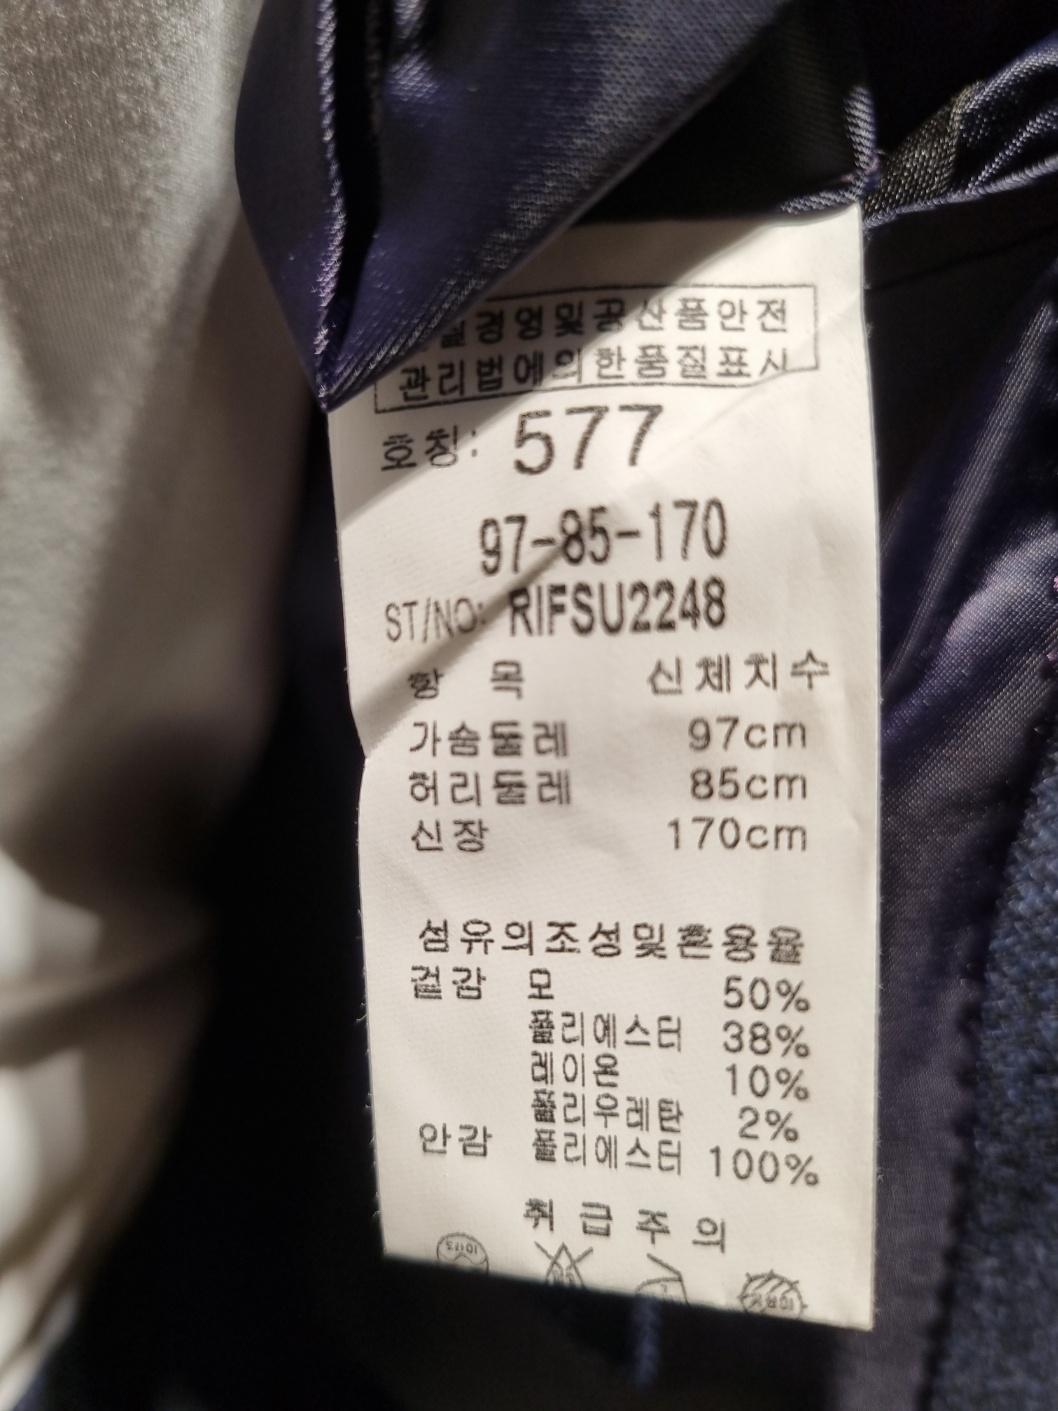 질경영및공산품안전
관리법에의한품질표시
호칭: 577
97-85-170
ST/NO: RIFSU2248
항 목 신체치수
가슴둘레 97cm
허리둘레 85cm
신장 170cm
섬유의조성및혼용율
겉감 모 50%
폴리에스터 38%
레이온 10%
폴리우레탄 2%
안감 폴리에스터 100%
취급주의